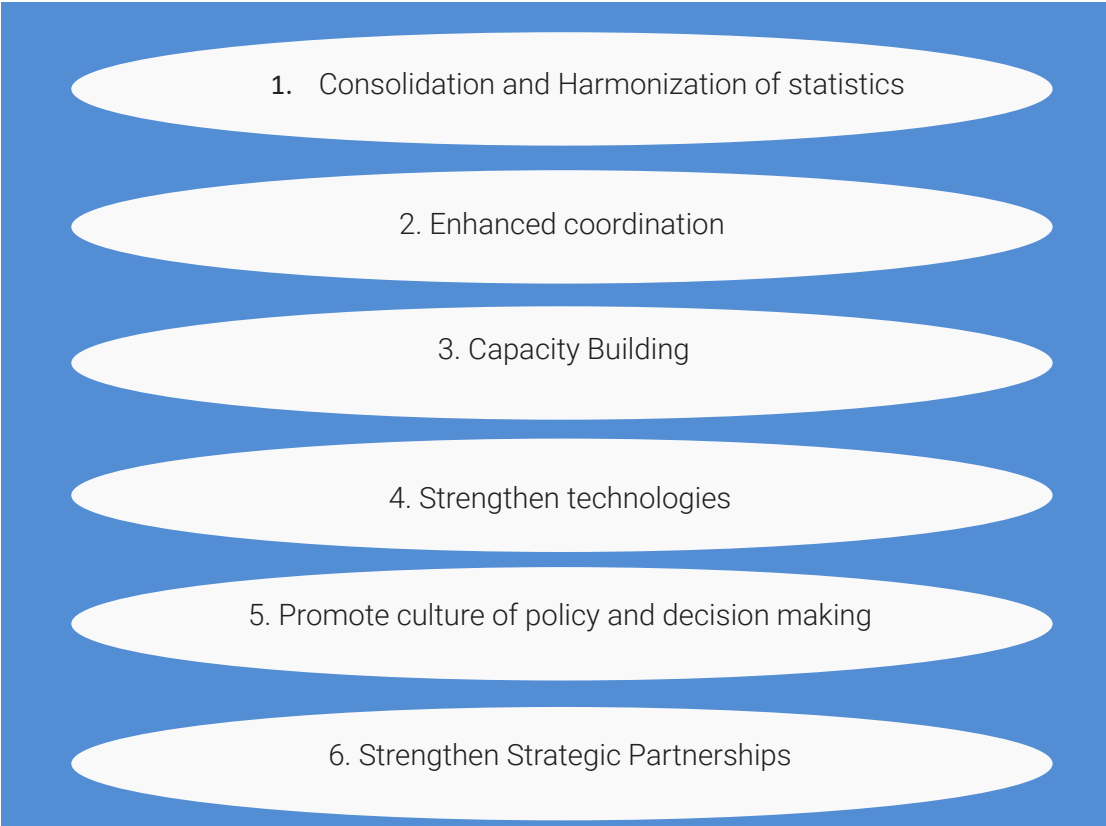 1. Consolidation and Harmonization of statistics
2. Enhanced coordination
3. Capacity Building
4. Strengthen technologies
5. Promote culture of policy and decision making
6. Strengthen Strategic Partnerships